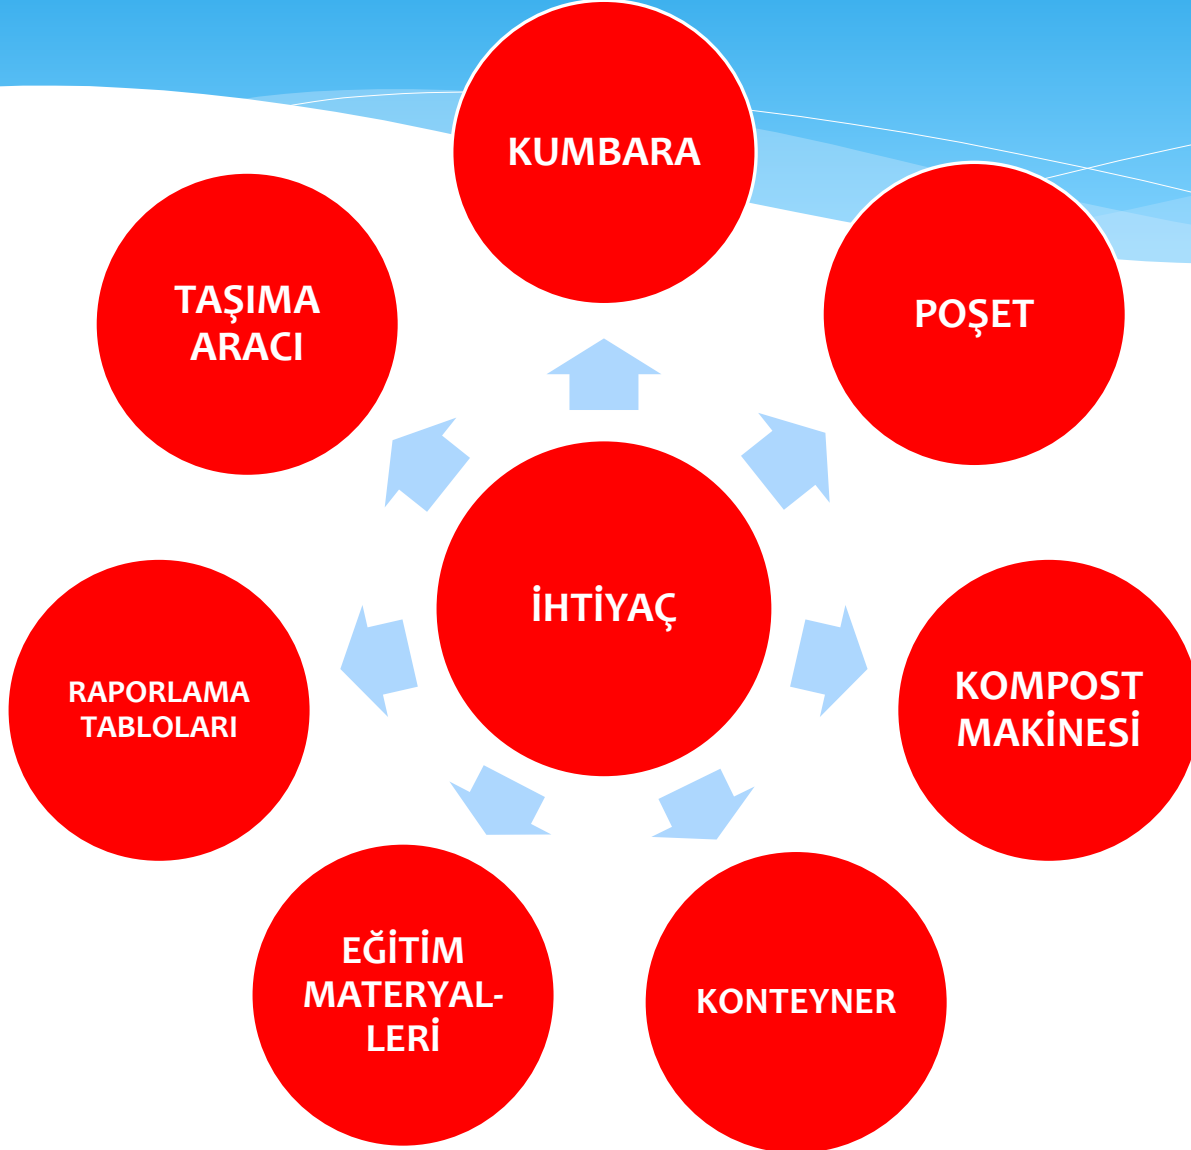 KUMBARA
POŞET
TAŞIMA
ARACI
İHTİYAÇ
KOMPOST
MAKİNESİ
RAPORLAMA
TABLOLARI
EĞİTİM
MATERYAL-
LERİ
KONTEYNER